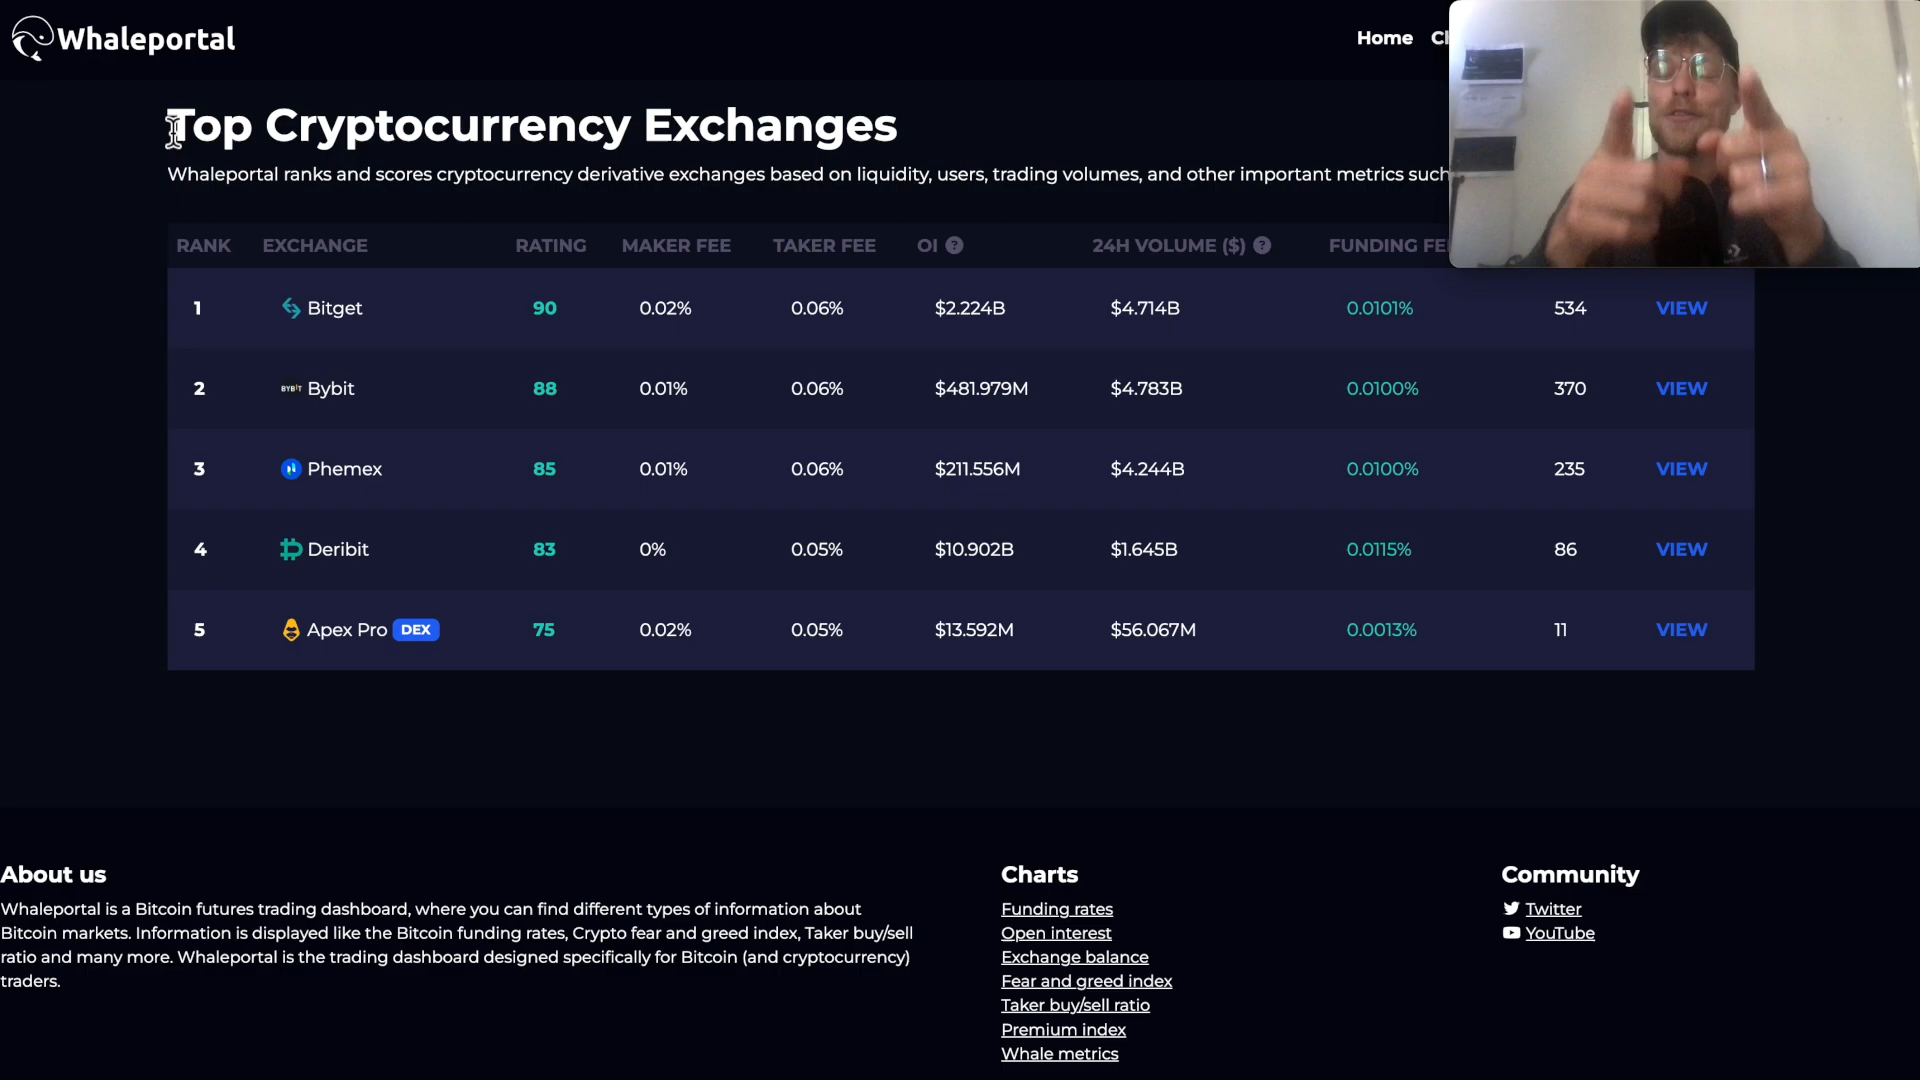 Whaleportal
Home
Top Cryptocurrency Exchanges
Whaleportal ranks and scores cryptocurrency derivative exchanges based on liquidity, users, trading volumes, and other important metrics such
RANK EXCHANGE RATING MAKER FEE TAKER FEE OI ? 24H VOLUME ($) ? FUNDING
1 Bitget 90 0.02% 0.06% $2.224B $4.714B 0.0101% 534 VIEW
2 BYBIT Bybit 88 0.01% 0.06% $481.979M $4.783B 0.0100% 370 VIEW
3 Phemex 85 0.01% 0.06% $211.556M $4.244B 0.0100% 235 VIEW
4 Deribit 83 0% 0.05% $10.902B $1.645B 0.0115% 86 VIEW
5 Apex Pro DEX 75 0.02% 0.05% $13.592M $56.067M 0.0013% 11 VIEW
About us
Whaleportal is a Bitcoin futures trading dashboard, where you can find different types of information about
Bitcoin markets. Information is displayed like the Bitcoin funding rates, Crypto fear and greed index, Taker buy/sell
ratio and many more. Whaleportal is the trading dashboard designed specifically for Bitcoin (and cryptocurrency)
traders.
Charts
Funding rates
Open interest
Exchange balance
Fear and greed index
Taker buy/sell ratio
Premium index
Whale metrics
Community
Twitter
YouTube